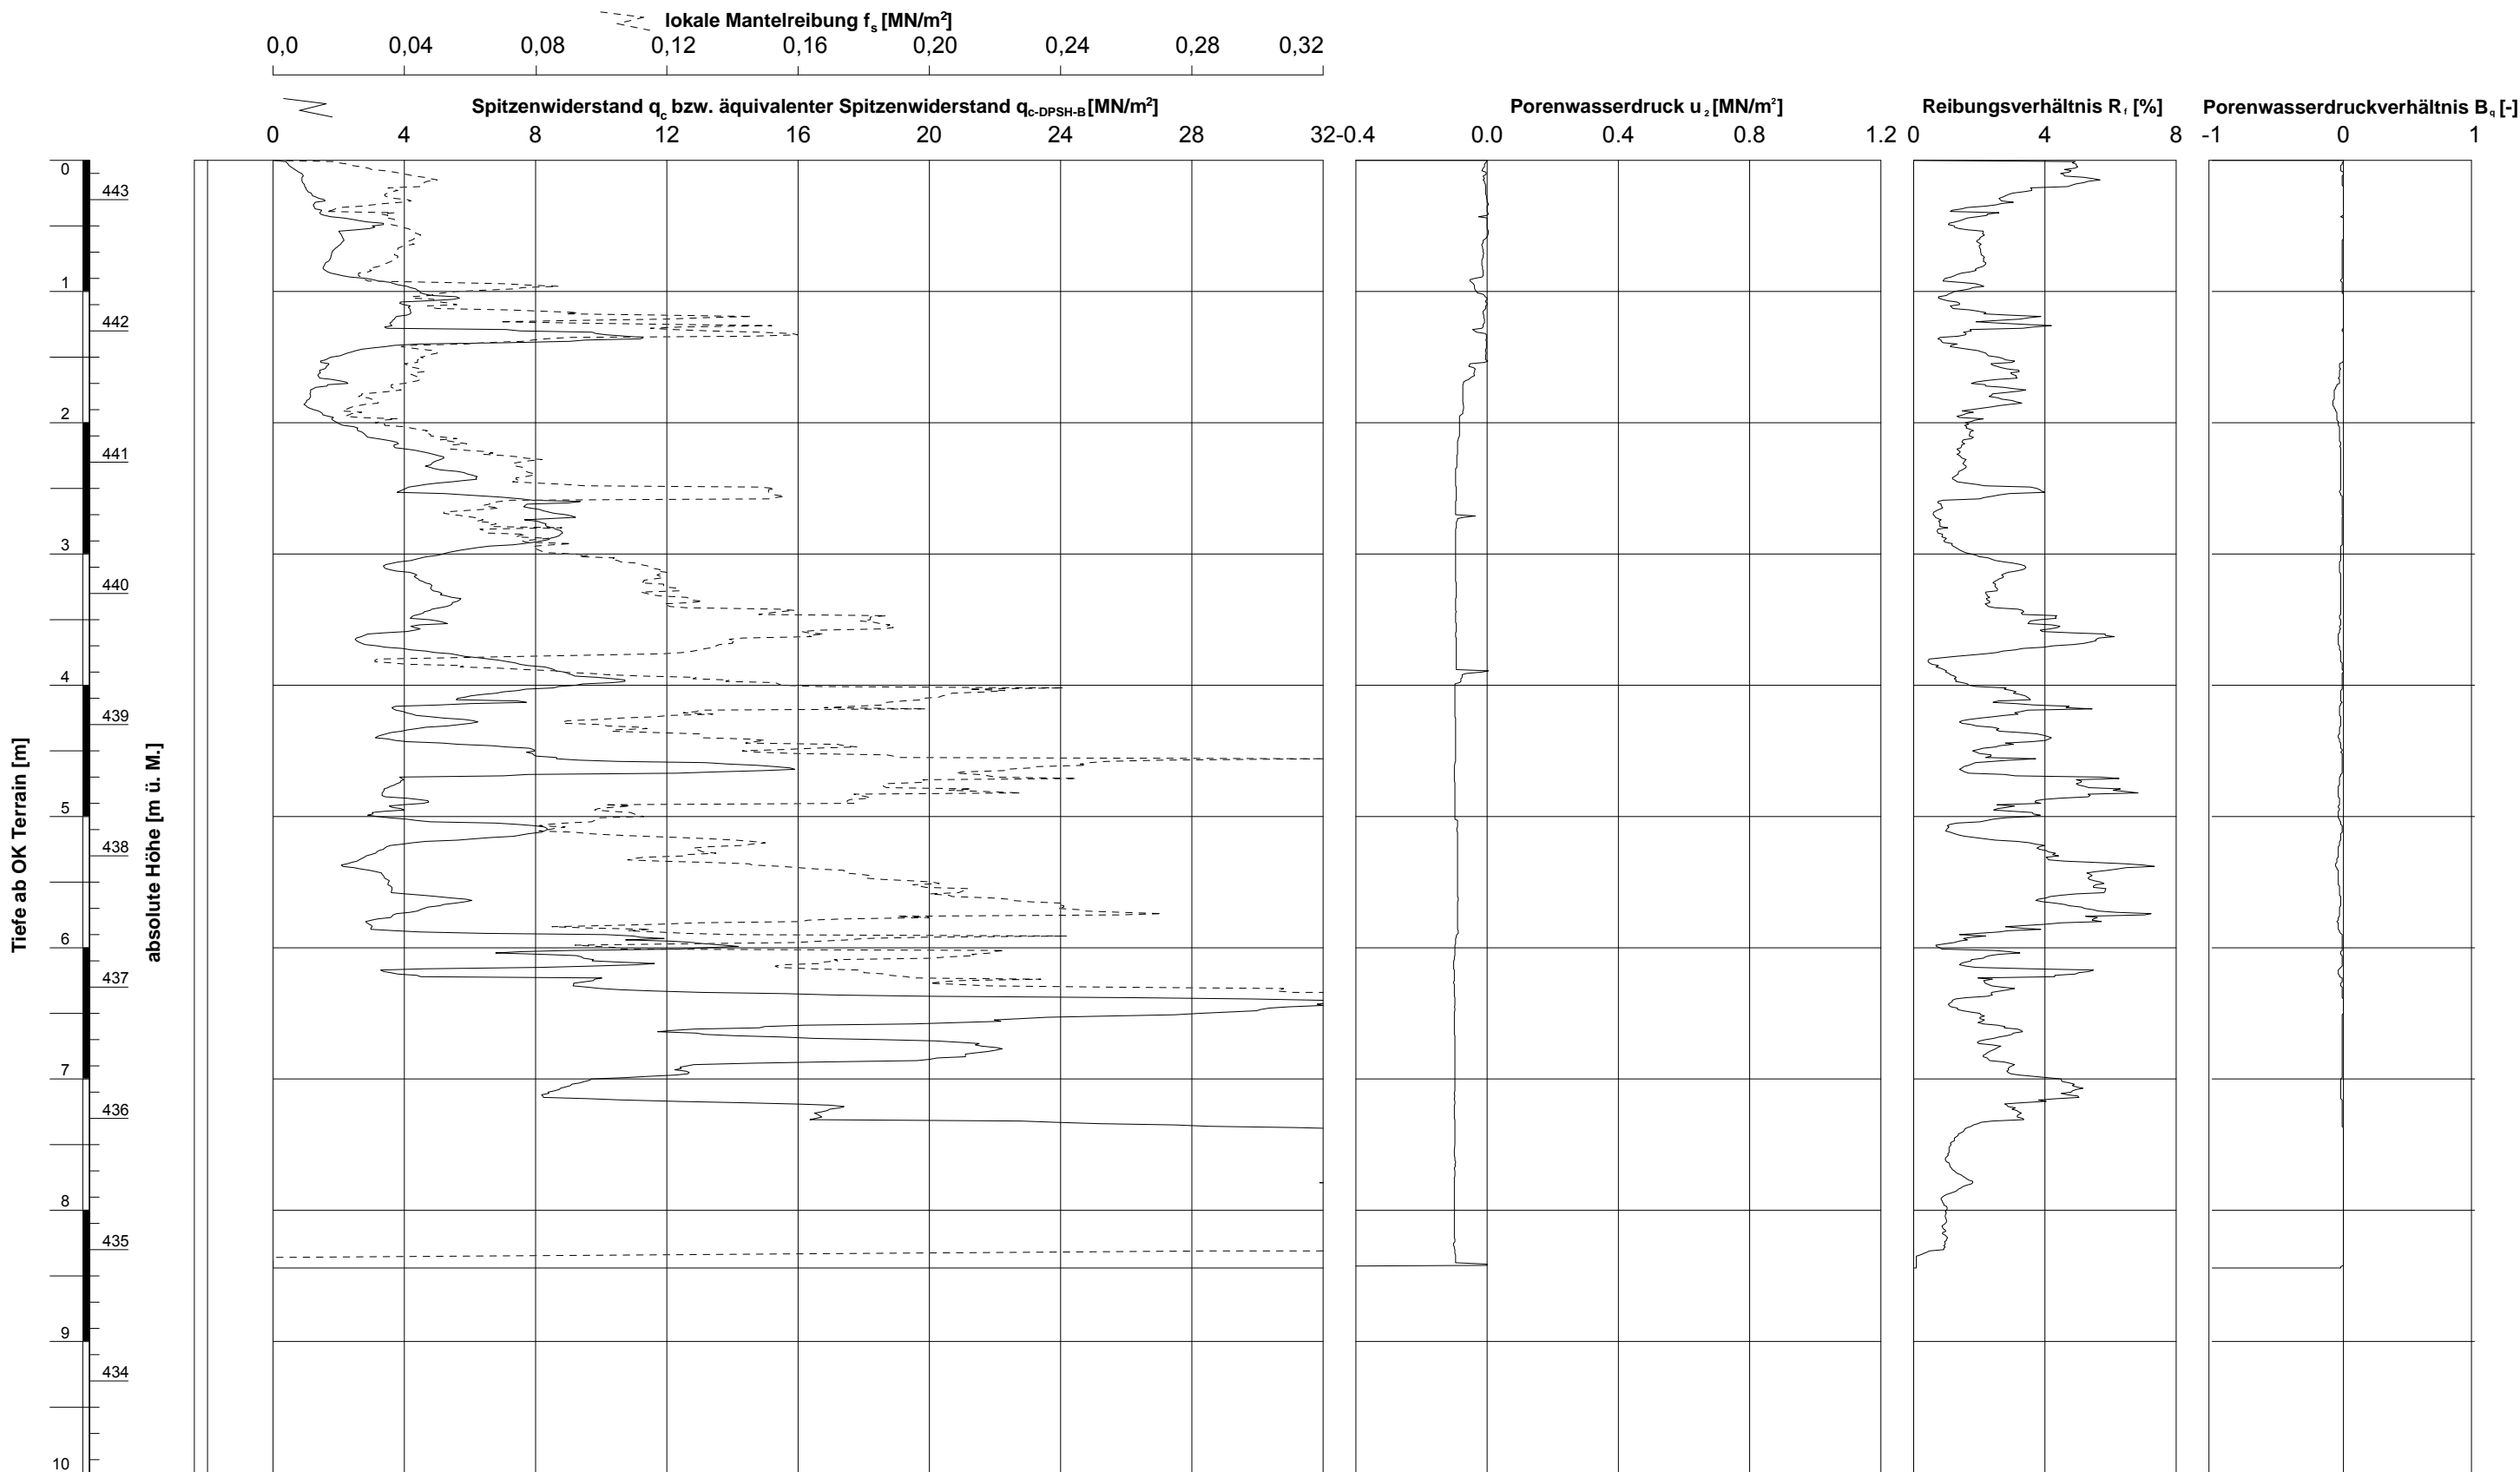 lokale Mantelreibung fs [MN/m²]
0,0 0,04 0,08 0,12 0,16 0,20 0,24 0,28 0,32
Spitzenwiderstand qc bzw. äquivalenter Spitzenwiderstand qc-DPSH-B [MN/m²]
0 4 8 12 16 20 24 28 32
Porenwasserdruck u2 [MN/m²]
-0.4 0.0 0.4 0.8 1.2
Reibungsverhältnis Rf [%]
0 4 8
Porenwasserdruckverhältnis Bq [-]
-1 0 1
Tiefe ab OK Terrain [m]
0
1
2
3
4
5
6
7
8
9
10
absolute Höhe [m ü. M.]
443
442
441
440
439
438
437
436
435
434